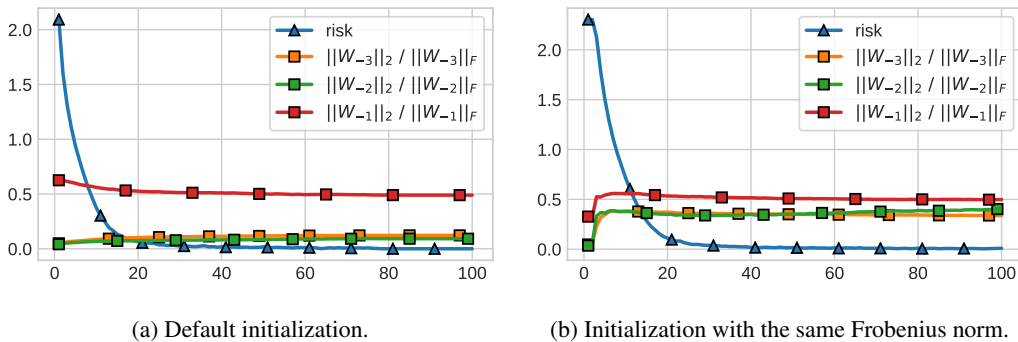 2.0
1.5
1.0
0.5
0.0
0 20 40 60 80 100
risk
||W₋₃||₂ / ||W₋₃||F
||W₋₂||₂ / ||W₋₂||F
||W₋₁||₂ / ||W₋₁||F
(a) Default initialization.
2.0
1.5
1.0
0.5
0.0
0 20 40 60 80 100
risk
||W₋₃||₂ / ||W₋₃||F
||W₋₂||₂ / ||W₋₂||F
||W₋₁||₂ / ||W₋₁||F
(b) Initialization with the same Frobenius norm.